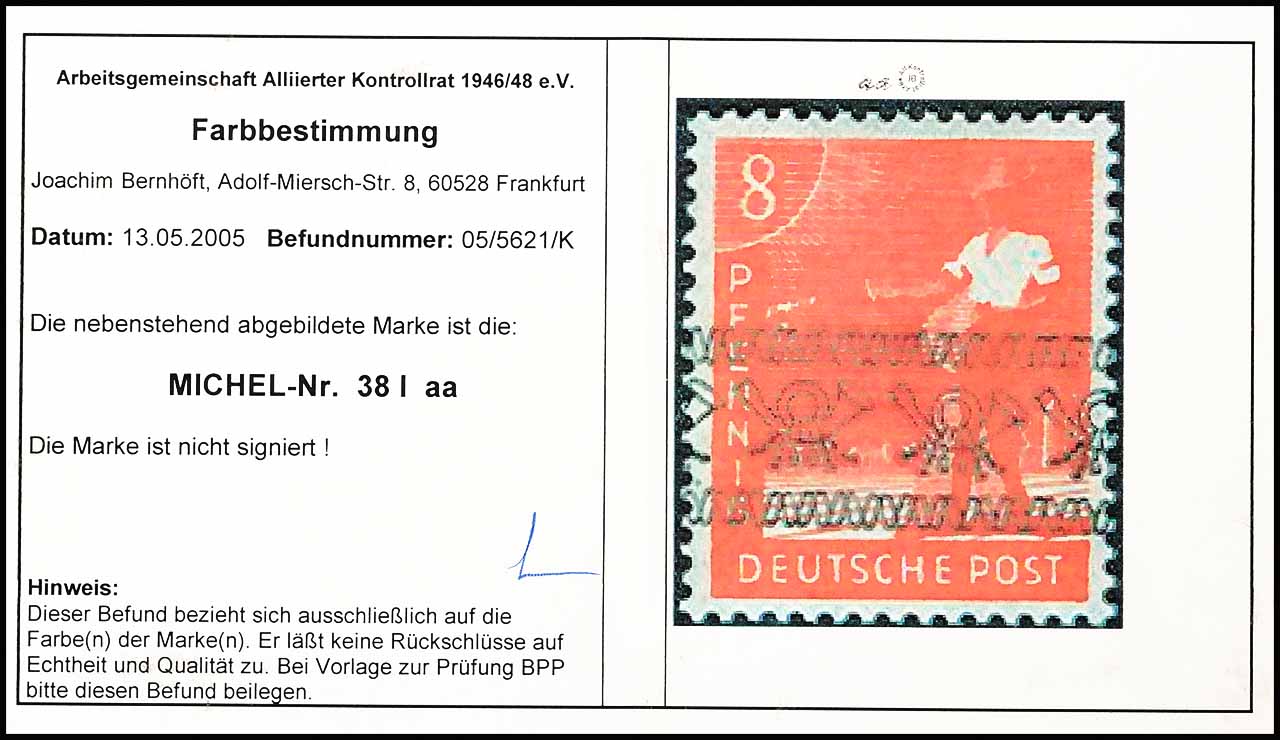 Arbeitsgemeinschaft Alliierter Kontrollrat 1946/48 e.V.
Farbbestimmung
Joachim Bernhöft, Adolf-Miersch-Str. 8, 60528 Frankfurt
Datum: 13.05.2005 Befundnummer: 05/5621/K
Die nebenstehend abgebildete Marke ist die:
MICHEL-Nr. 38 I aa
Die Marke ist nicht signiert !
Hinweis:
Dieser Befund bezieht sich ausschließlich auf die
Farbe(n) der Marke(n). Er läßt keine Rückschlüsse auf
Echtheit und Qualität zu. Bei Vorlage zur Prüfung BPP
bitte diesen Befund beilegen.
8
PFENNIG
DEUTSCHE POST